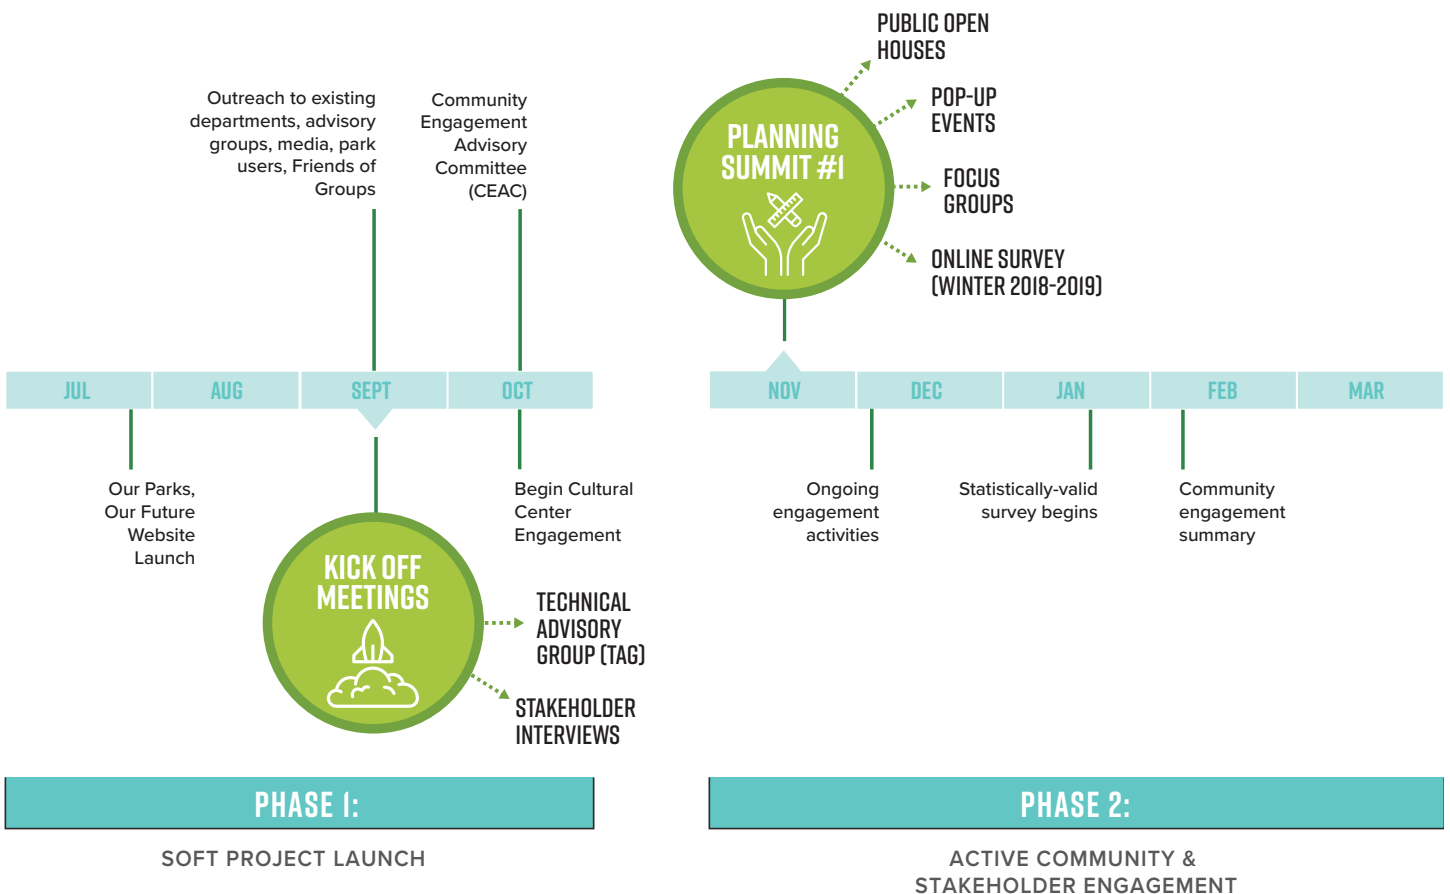 Outreach to existing
departments, advisory
groups, media, park
users, Friends of
Groups
Community
Engagement
Advisory
Committee
(CEAC)
JUL
AUG
SEPT
OCT
Our Parks,
Our Future
Website
Launch
Begin Cultural
Center
Engagement
KICK OFF
MEETINGS
TECHNICAL
ADVISORY
GROUP (TAG)
STAKEHOLDER
INTERVIEWS
PHASE 1:
SOFT PROJECT LAUNCH
PLANNING
SUMMIT #1
PUBLIC OPEN
HOUSES
POP-UP
EVENTS
FOCUS
GROUPS
ONLINE SURVEY
(WINTER 2018-2019)
NOV
DEC
JAN
FEB
MAR
Ongoing
engagement
activities
Statistically-valid
survey begins
Community
engagement
summary
PHASE 2:
ACTIVE COMMUNITY &
STAKEHOLDER ENGAGEMENT